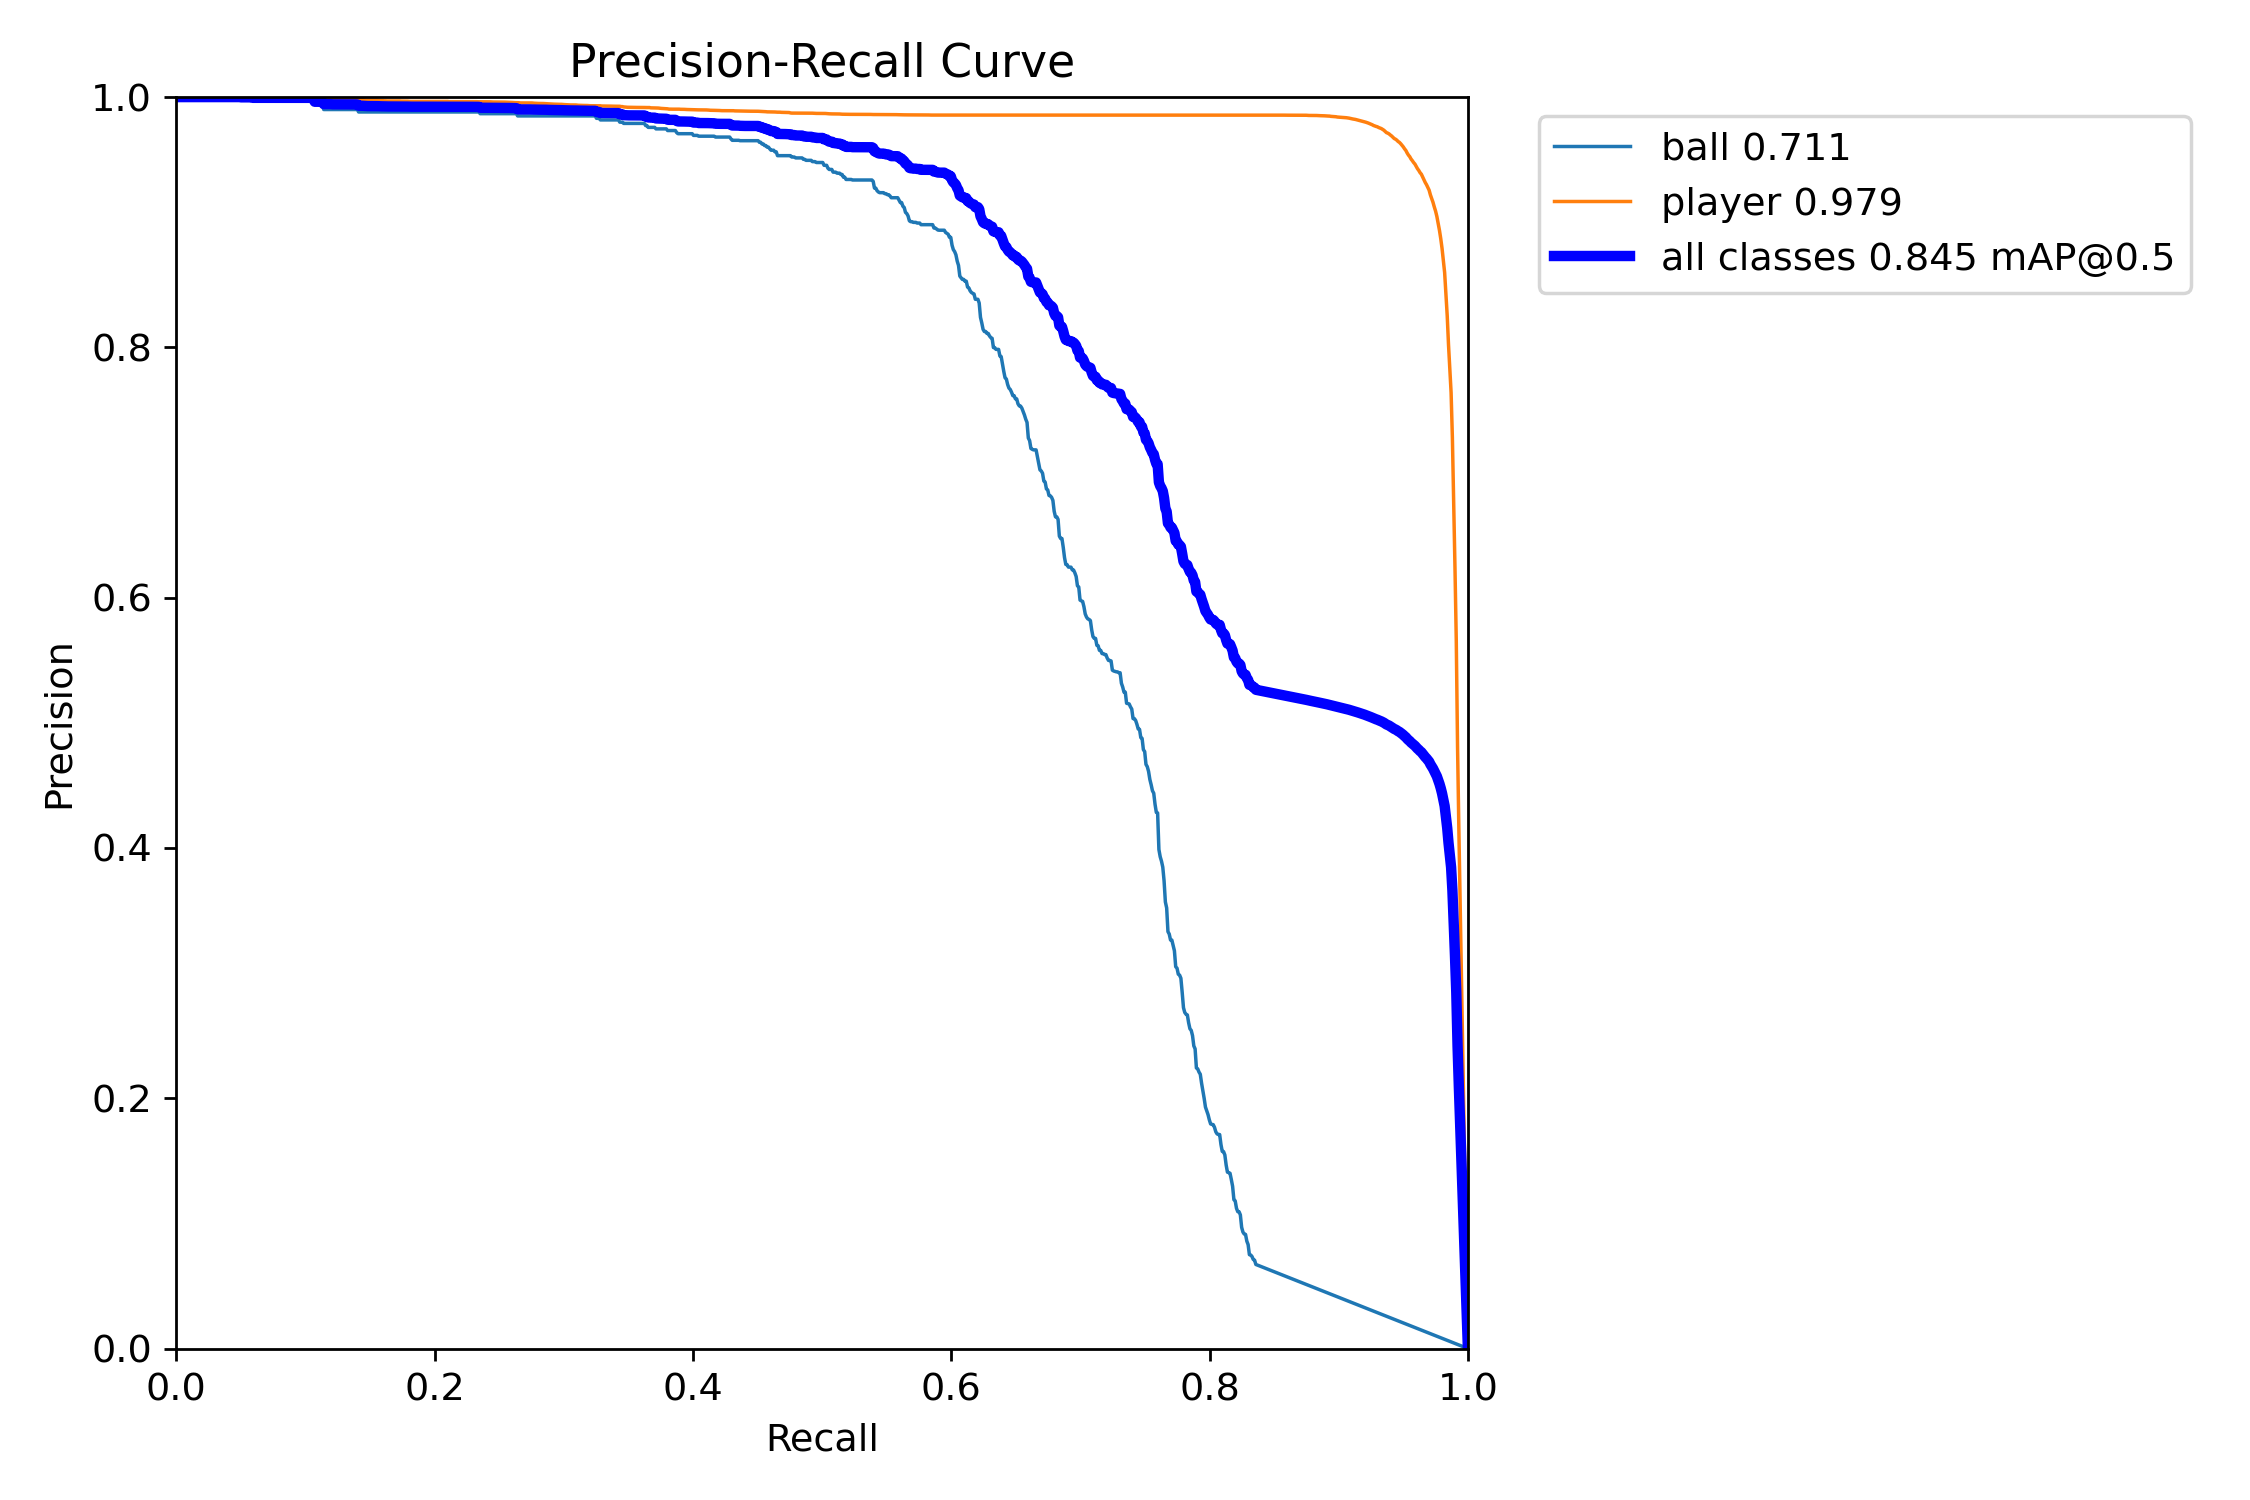 Precision-Recall Curve
1.0
0.8
0.6
0.4
0.2
0.0
Precision
0.0 0.2 0.4 0.6 0.8 1.0
Recall
ball 0.711
player 0.979
all classes 0.845 mAP@0.5